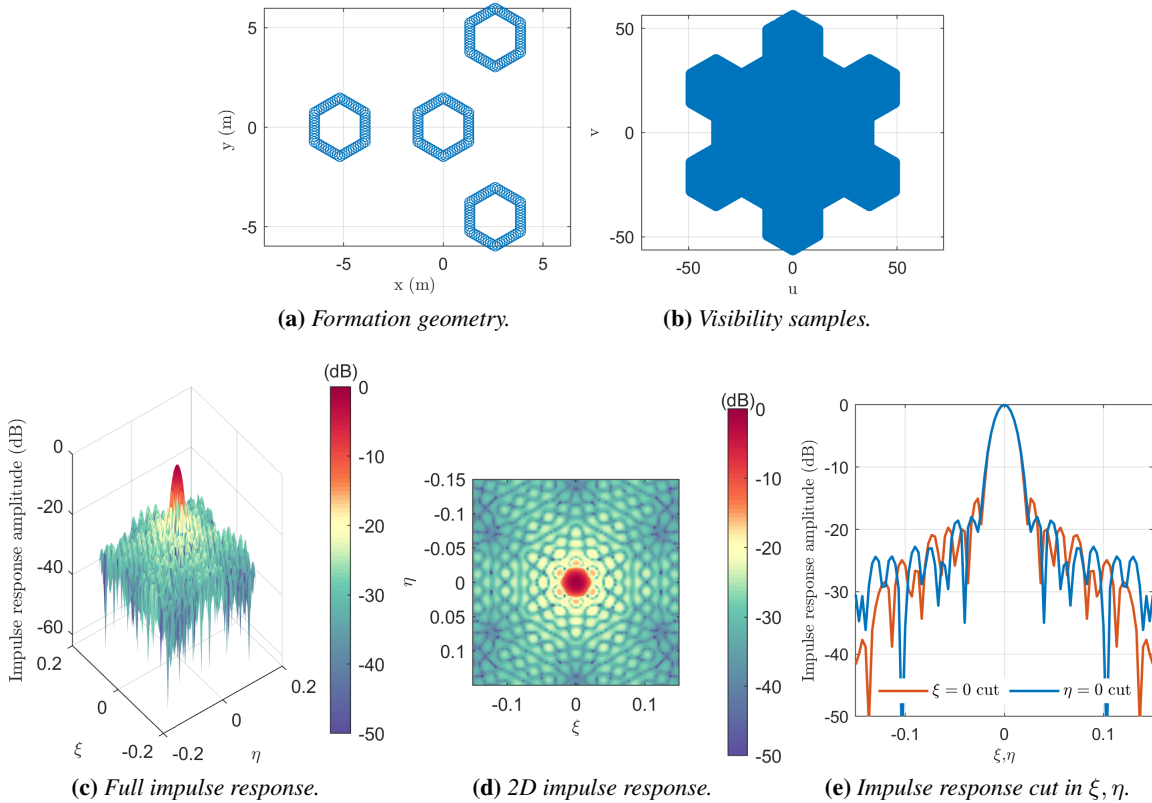 5
0
-5
y (m)
-5
0
5
x (m)
(a) Formation geometry.
50
0
-50
v
-50
0
50
u
(b) Visibility samples.
(dB)
0
-10
-20
-30
-40
-50
Impulse response amplitude (dB)
0
-20
-40
-60
0.2
0
-0.2
ξ
-0.2
0
0.2
η
(c) Full impulse response.
(dB)
0
-10
-20
-30
-40
-50
-0.15
-0.1
-0.05
0
0.05
0.1
η
-0.1
0
0.1
ξ
(d) 2D impulse response.
Impulse response amplitude (dB)
0
-10
-20
-30
-40
-50
ξ = 0 cut
η = 0 cut
-0.1
0
0.1
ξ,η
(e) Impulse response cut in ξ, η.